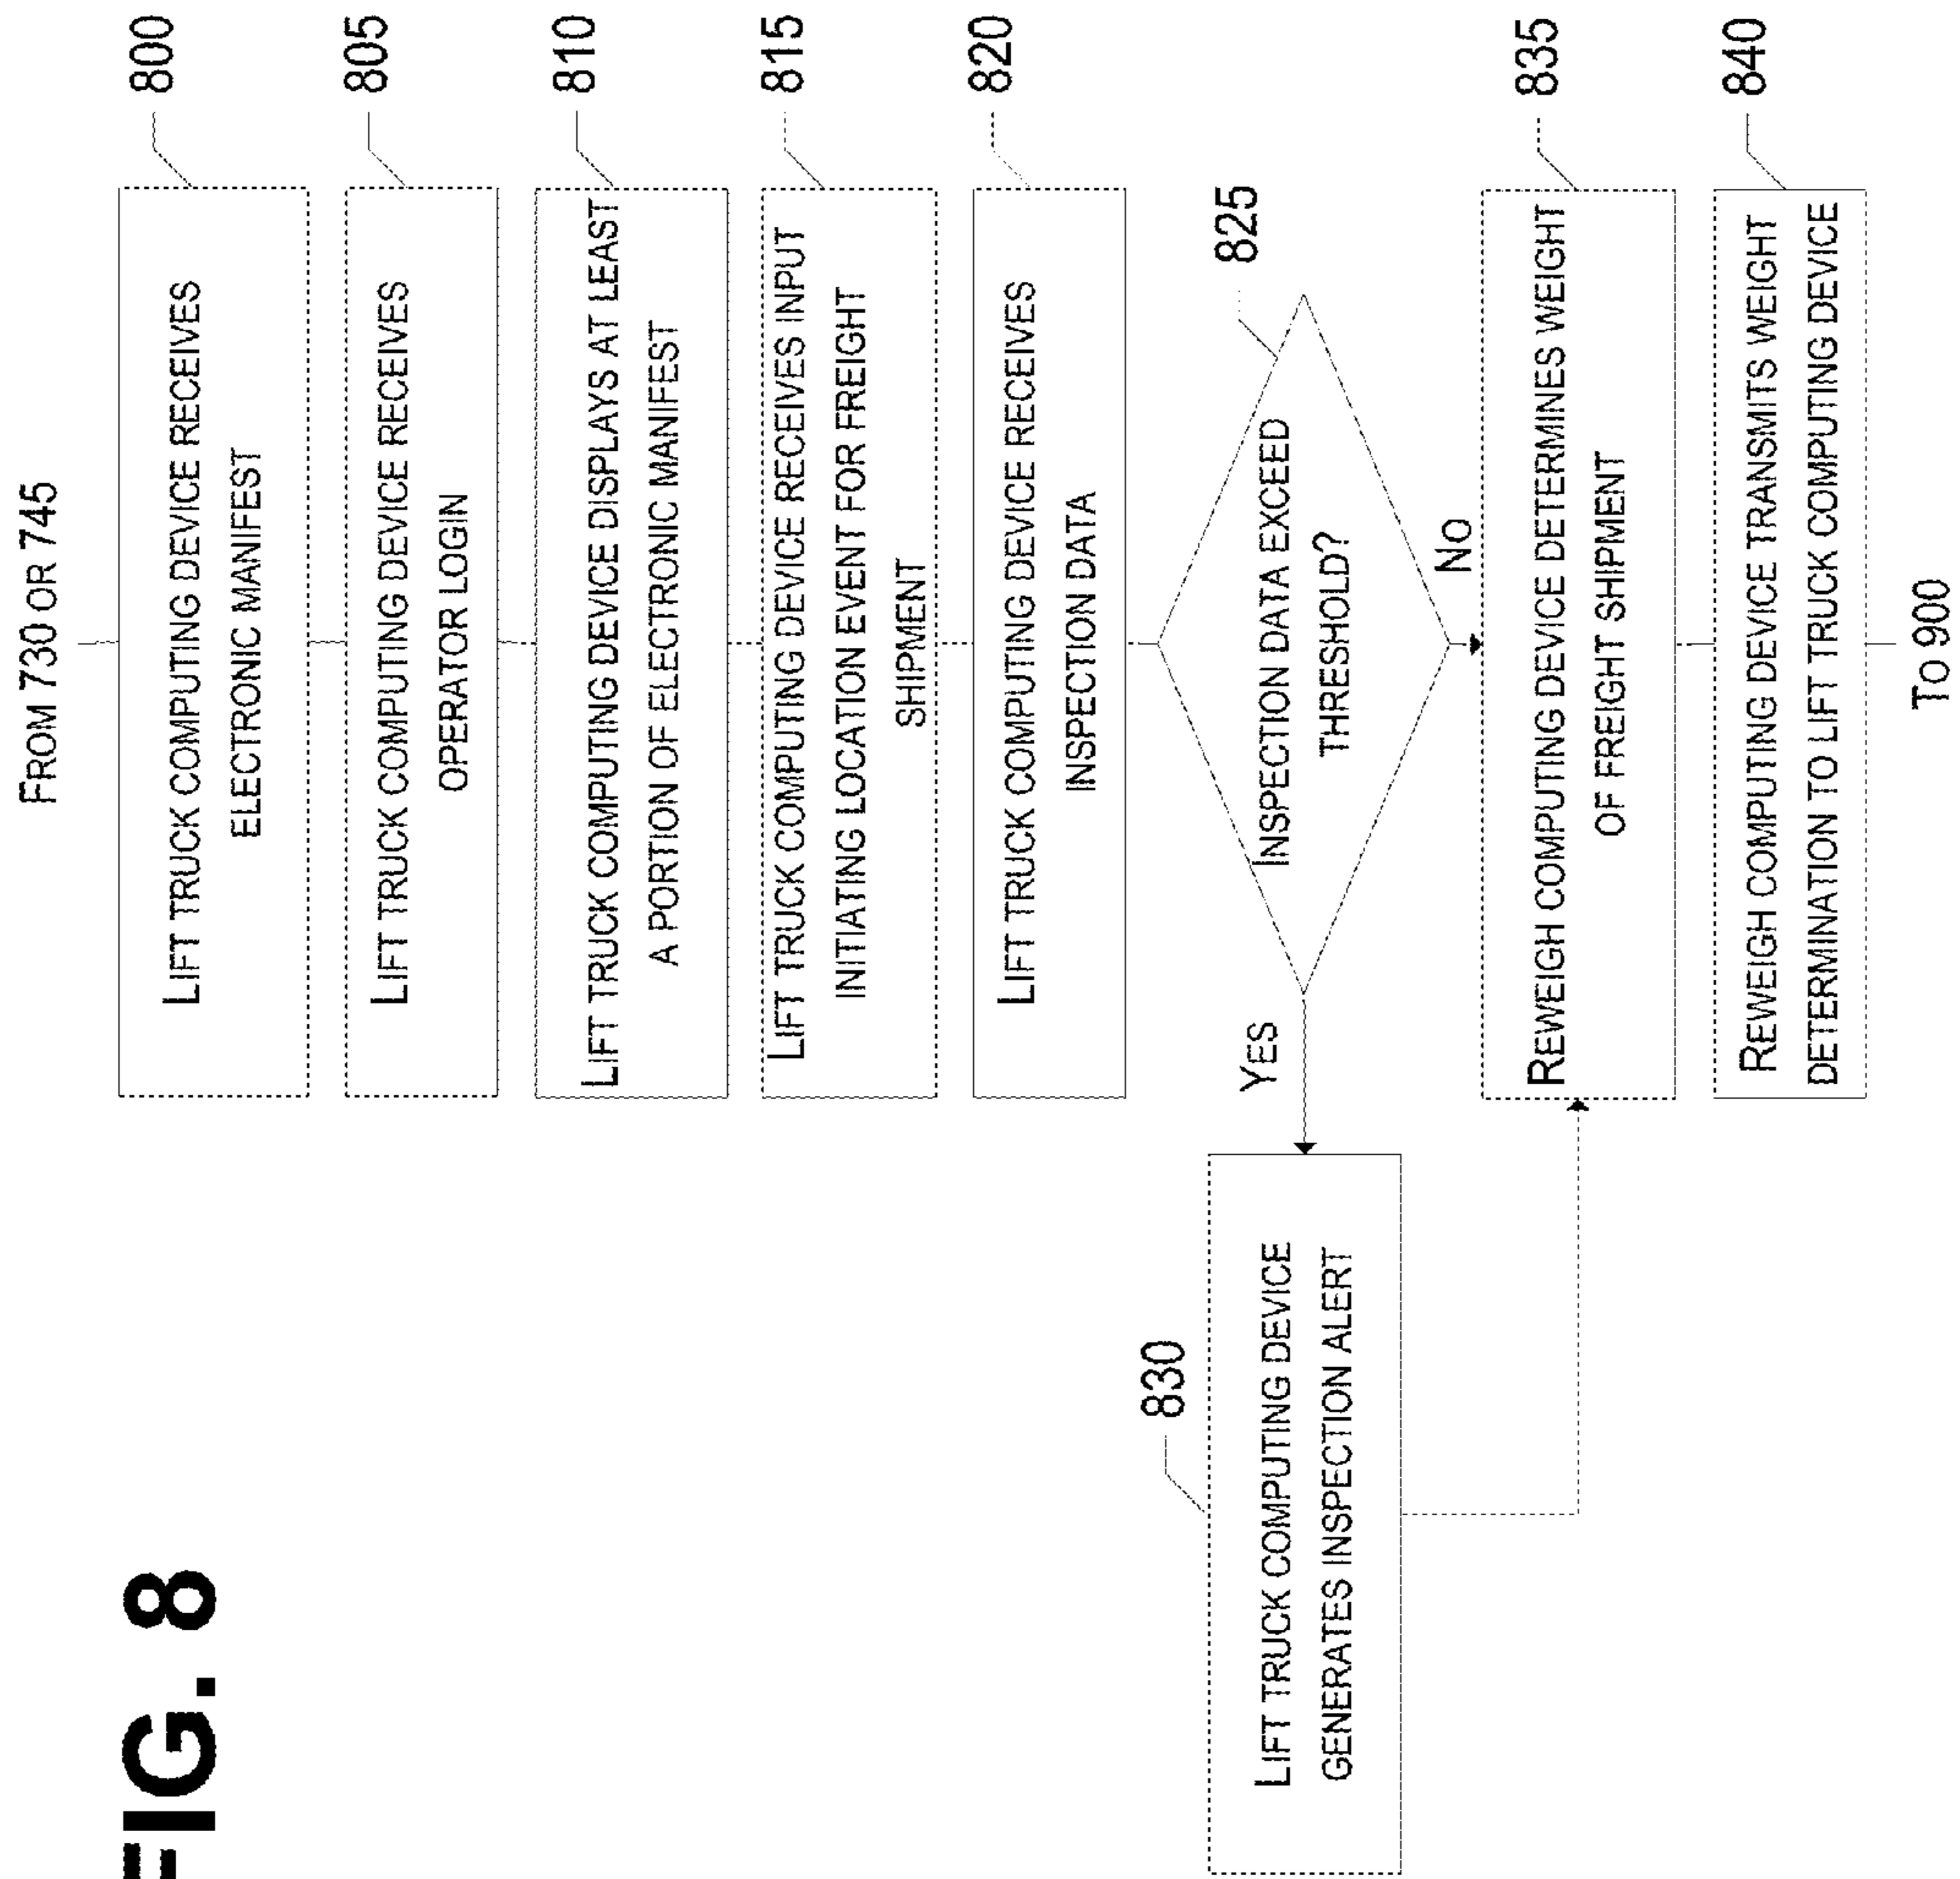 FIG. 8
FROM 730 OR 745
800
LIFT TRUCK COMPUTING DEVICE RECEIVES
ELECTRONIC MANIFEST
805
LIFT TRUCK COMPUTING DEVICE RECEIVES
OPERATOR LOGIN
810
LIFT TRUCK COMPUTING DEVICE DISPLAYS AT LEAST
A PORTION OF ELECTRONIC MANIFEST
815
LIFT TRUCK COMPUTING DEVICE RECEIVES INPUT
INITIATING LOCATION EVENT FOR FREIGHT
SHIPMENT
820
LIFT TRUCK COMPUTING DEVICE RECEIVES
INSPECTION DATA
825
INSPECTION DATA EXCEED
THRESHOLD?
YES
NO
830
LIFT TRUCK COMPUTING DEVICE
GENERATES INSPECTION ALERT
835
REWEIGH COMPUTING DEVICE DETERMINES WEIGHT
OF FREIGHT SHIPMENT
840
REWEIGH COMPUTING DEVICE TRANSMITS WEIGHT
DETERMINATION TO LIFT TRUCK COMPUTING DEVICE
TO 900